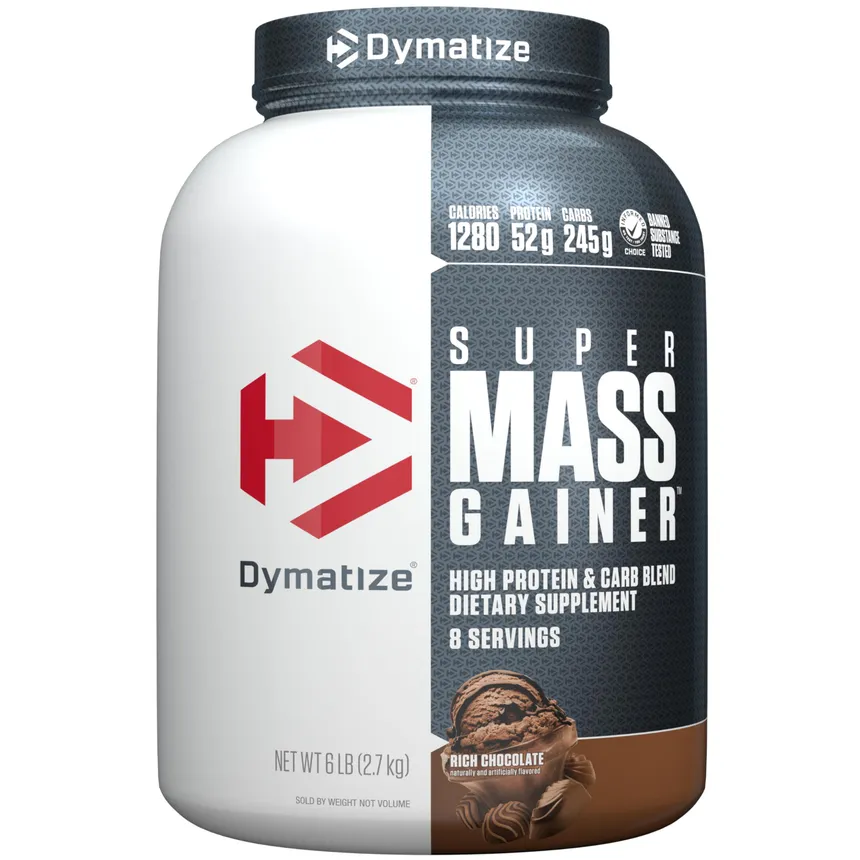 Dymatize
CALORIES PROTEIN CARBS
1280 52g 245g
CHOICE
BANNED
SUBSTANCE
TESTED
SUPER
MASS
GAINER™
HIGH PROTEIN & CARB BLEND
DIETARY SUPPLEMENT
8 SERVINGS
Dymatize®
RICH CHOCOLATE
naturally and artificially flavored
NET WT 6 LB (2.7 kg)
SOLD BY WEIGHT NOT VOLUME